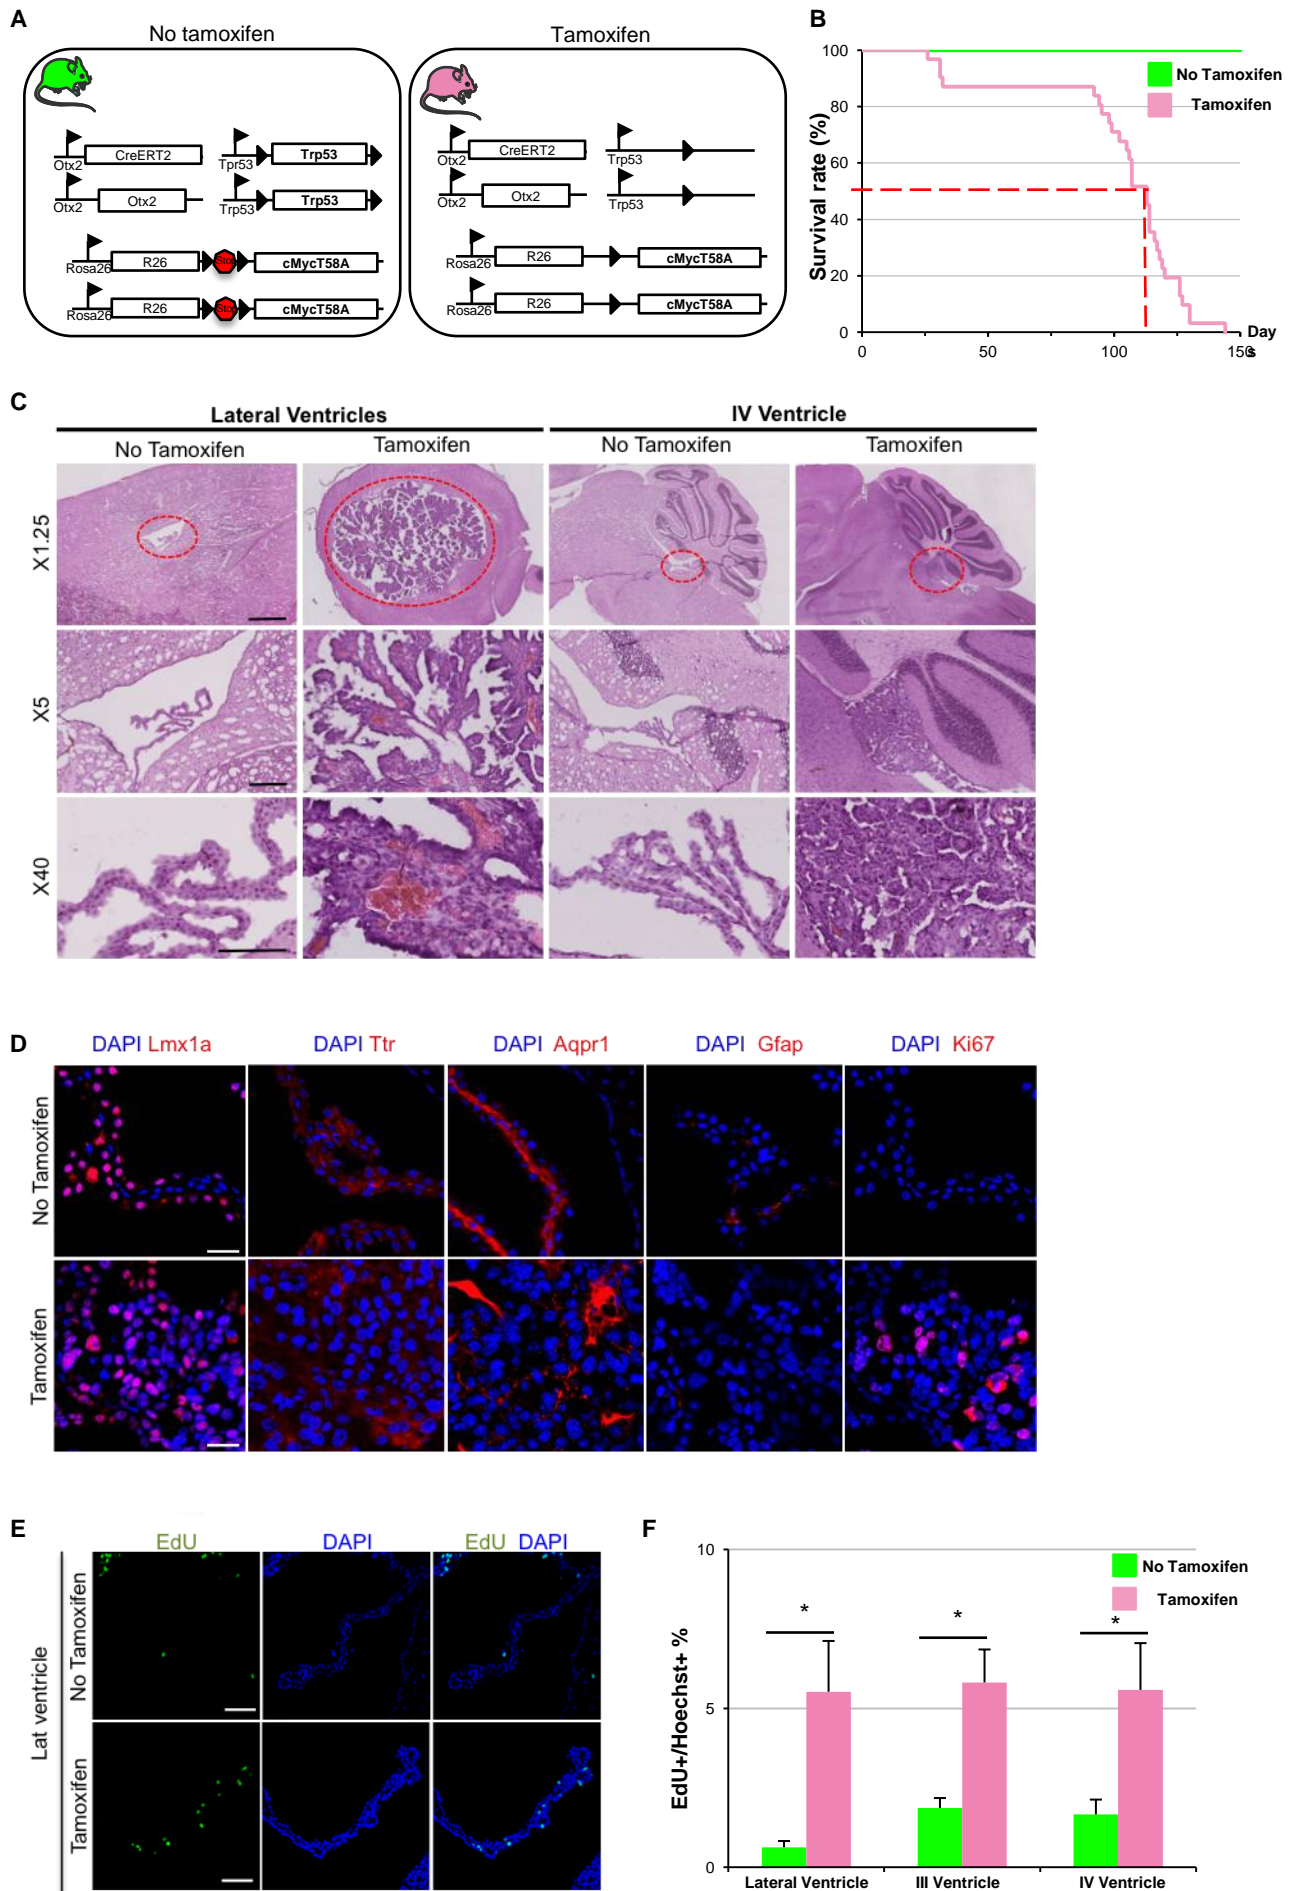 A
No tamoxifen
Tamoxifen
Otx2
CreERT2
Tpr53
Trp53
Otx2
Otx2
Trp53
Trp53
Rosa26
R26
Stop
cMycT58A
Rosa26
R26
Stop
cMycT58A
Otx2
CreERT2
Trp53
Otx2
Otx2
Trp53
Rosa26
R26
cMycT58A
Rosa26
R26
cMycT58A
B
Survival rate (%)
100
80
60
40
20
0
0
50
100
150
Day
s
No Tamoxifen
Tamoxifen
C
Lateral Ventricles
IV Ventricle
No Tamoxifen
Tamoxifen
No Tamoxifen
Tamoxifen
X1.25
X5
X40
D
DAPI Lmx1a
DAPI Ttr
DAPI Aqpr1
DAPI Gfap
DAPI Ki67
No Tamoxifen
Tamoxifen
E
EdU
DAPI
EdU DAPI
Lat ventricle
No Tamoxifen
Tamoxifen
F
EdU+/Hoechst+ %
10
5
0
No Tamoxifen
Tamoxifen
*
*
*
Lateral Ventricle
III Ventricle
IV Ventricle